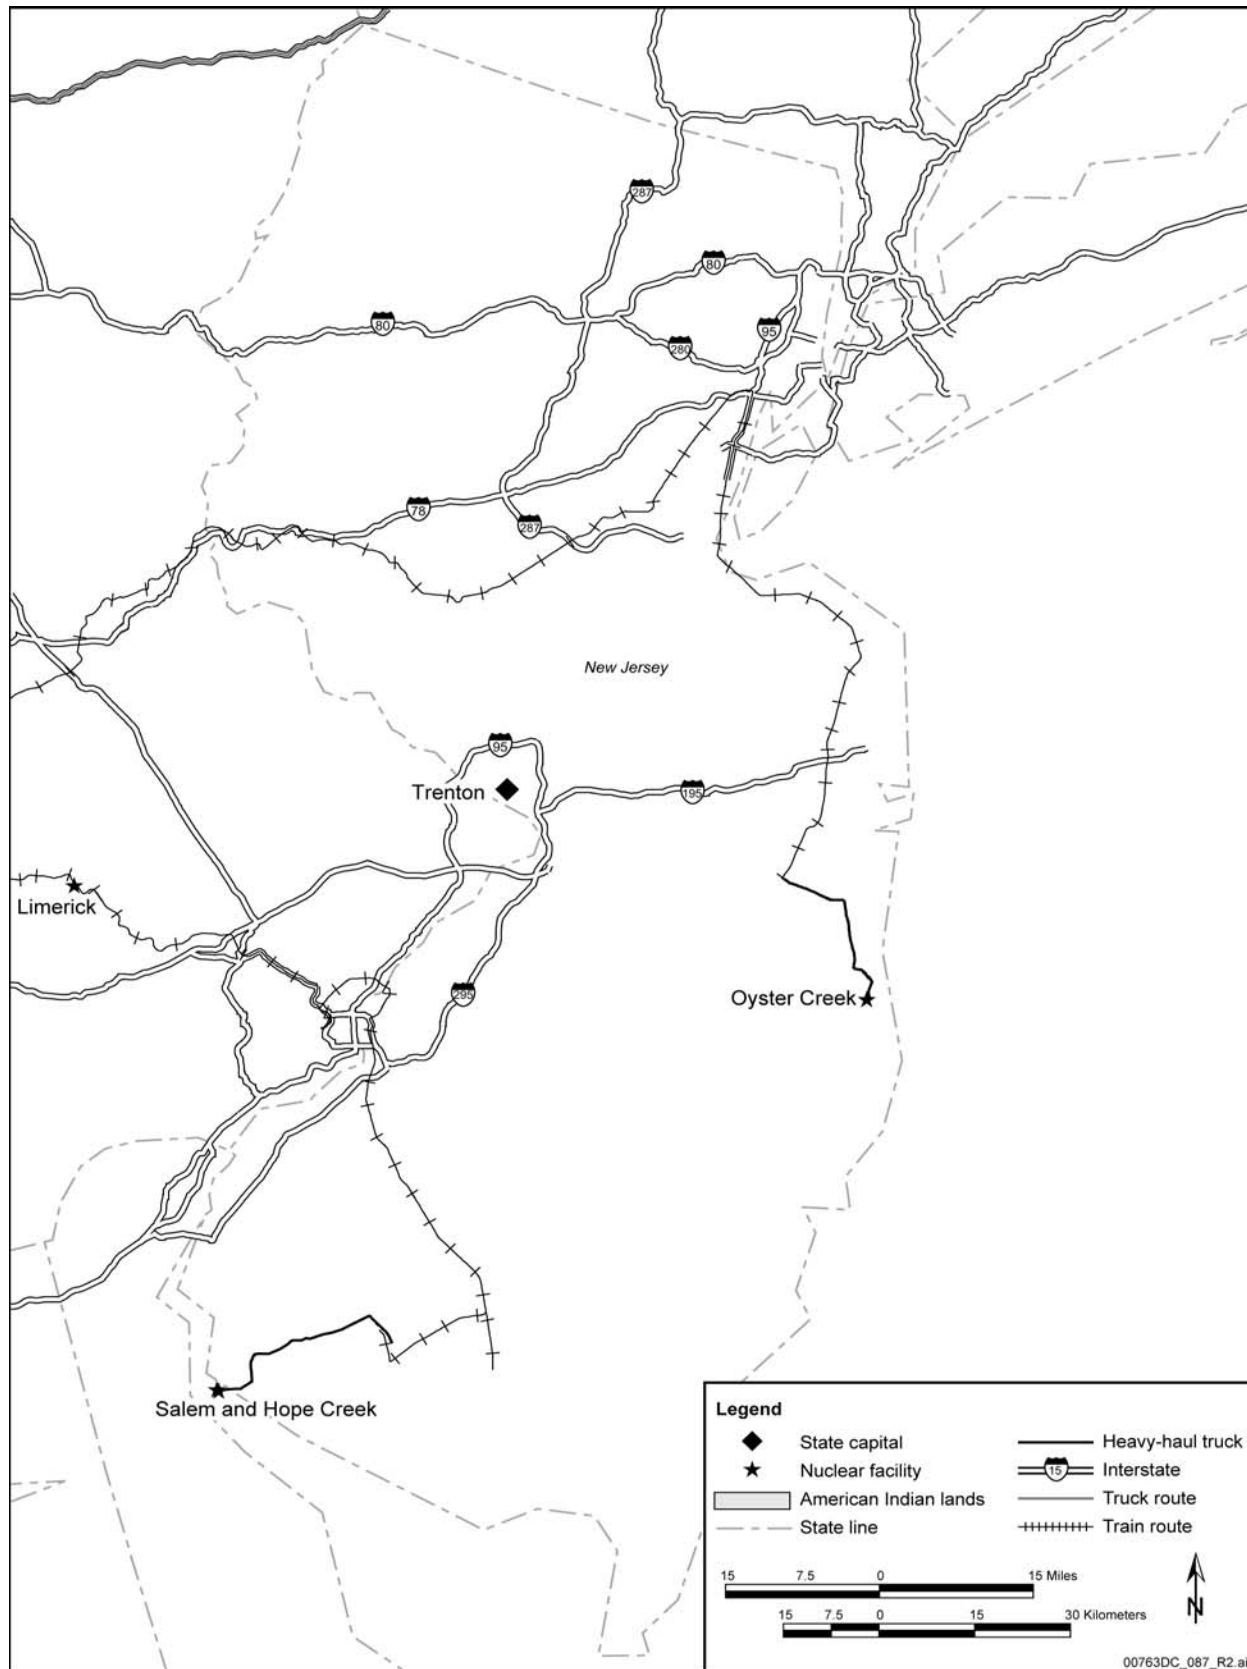 287
80
80
95
280
78
287
New Jersey
95
Trenton
195
Limerick
295
Oyster Creek
Salem and Hope Creek
Legend
State capital
Nuclear facility
American Indian lands
State line
Heavy-haul truck
15
Interstate
Truck route
Train route
15 7.5 0 15 Miles
15 7.5 0 15 30 Kilometers
N
00763DC_087_R2.ai